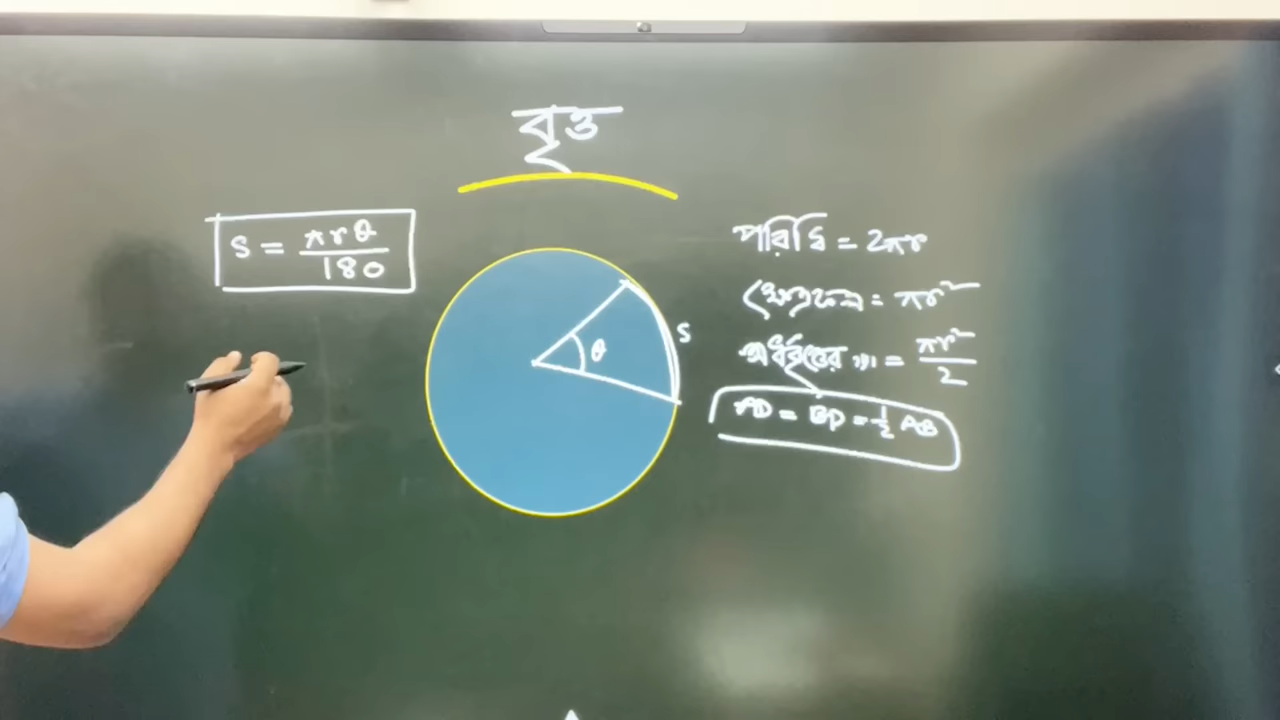 বৃত্ত
S = πrθ / 180
θ
S
পরিধি = 2πr
ক্ষেত্রফল = πr²
অর্ধবৃত্তের ,, = πr² / 2
AD = BD = ½ AB